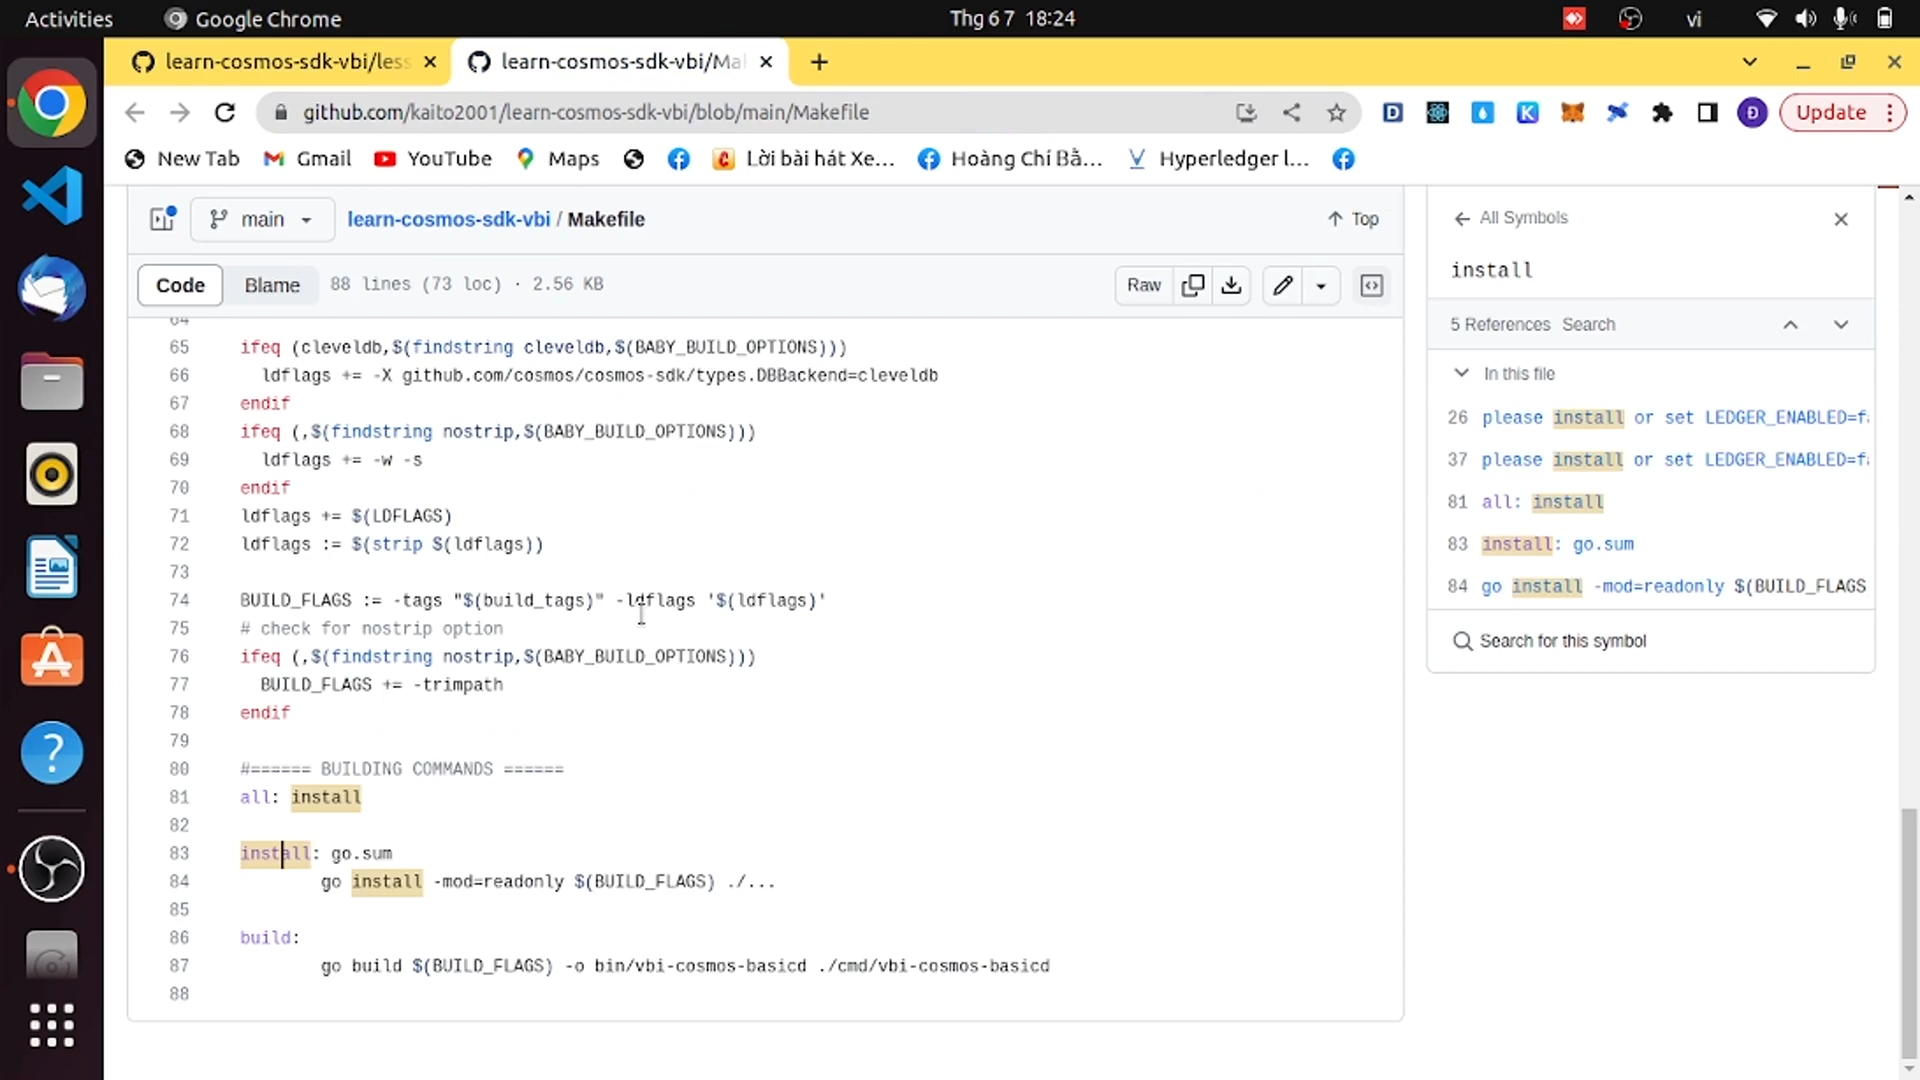 Activities Google Chrome Thg 6 7 18:24 vi
learn-cosmos-sdk-vbi/less learn-cosmos-sdk-vbi/Ma
github.com/kaito2001/learn-cosmos-sdk-vbi/blob/main/Makefile Update
New Tab Gmail YouTube Maps Lời bài hát Xe... Hoàng Chí Bằ... Hyperledger l...
main learn-cosmos-sdk-vbi / Makefile Top
Code Blame 88 lines (73 loc) · 2.56 KB Raw
64
65 ifeq (cleveldb,$(findstring cleveldb,$(BABY_BUILD_OPTIONS)))
66 ldflags += -X github.com/cosmos/cosmos-sdk/types.DBBackend=cleveldb
67 endif
68 ifeq (,$(findstring nostrip,$(BABY_BUILD_OPTIONS)))
69 ldflags += -w -s
70 endif
71 ldflags += $(LDFLAGS)
72 ldflags := $(strip $(ldflags))
73
74 BUILD_FLAGS := -tags "$(build_tags)" -ldflags '$(ldflags)'
75 # check for nostrip option
76 ifeq (,$(findstring nostrip,$(BABY_BUILD_OPTIONS)))
77 BUILD_FLAGS += -trimpath
78 endif
79
80 #====== BUILDING COMMANDS ======
81 all: install
82
83 install: go.sum
84 go install -mod=readonly $(BUILD_FLAGS) ./...
85
86 build:
87 go build $(BUILD_FLAGS) -o bin/vbi-cosmos-basicd ./cmd/vbi-cosmos-basicd
88
All Symbols
install
5 References Search
In this file
26 please install or set LEDGER_ENABLED=fa
37 please install or set LEDGER_ENABLED=fa
81 all: install
83 install: go.sum
84 go install -mod=readonly $(BUILD_FLAGS
Search for this symbol